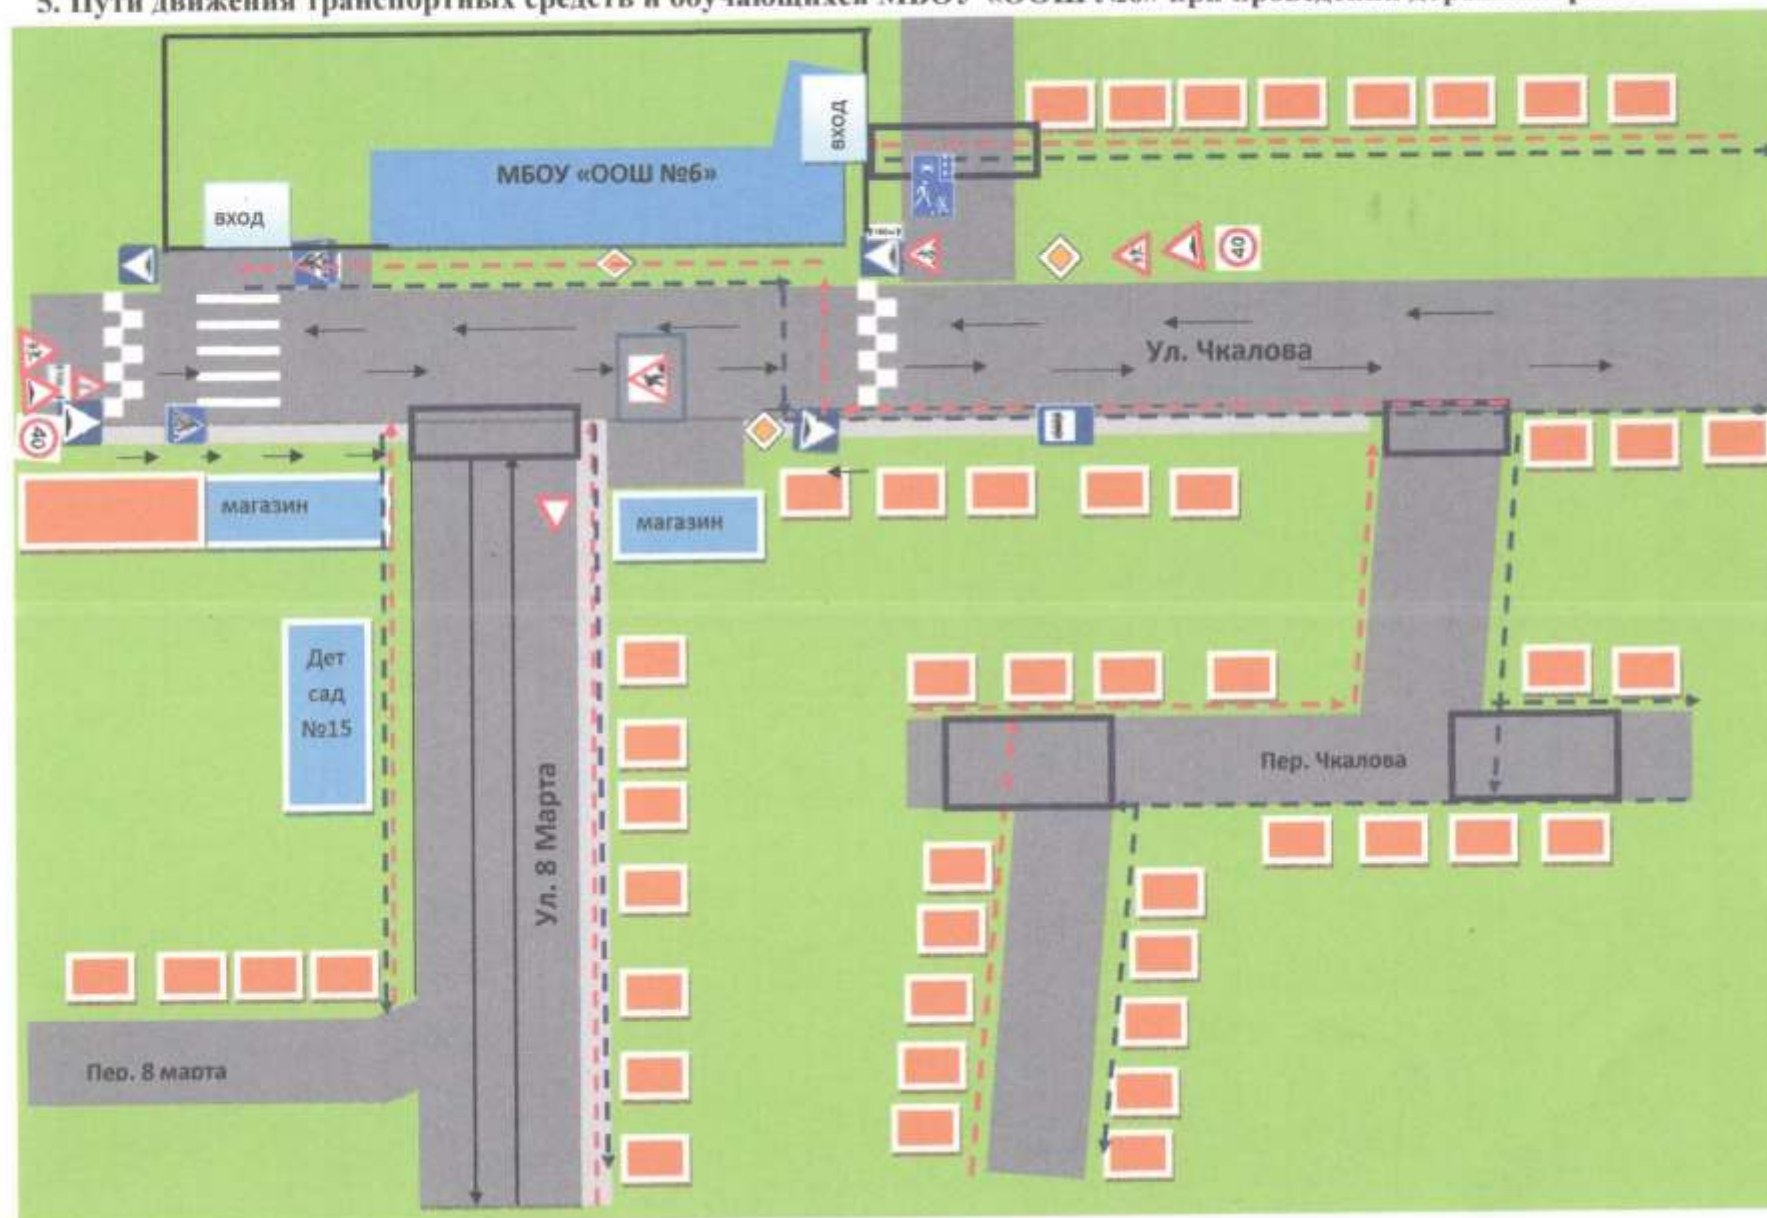 5. Пути движения транспортных средств и обучающихся МБОУ «ООШ №6» при проведении
вход
МБОУ «ООШ №6»
вход
40
Ул. Чкалова
40
магазин
магазин
Дет
сад
№15
Ул. 8 Марта
Пер. Чкалова
Пер. 8 марта